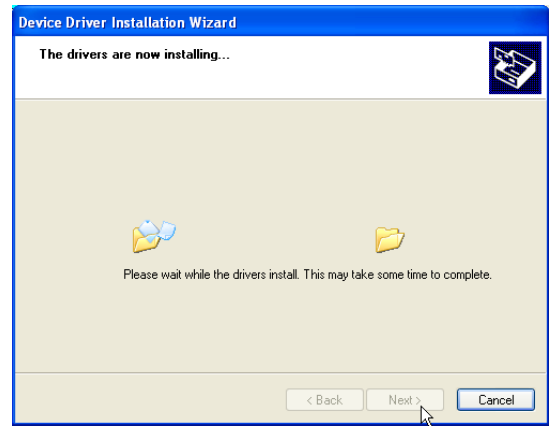 Device Driver Installation Wizard
The drivers are now installing...
Please wait while the drivers install. This may take some time to complete.
< Back
Next >
Cancel